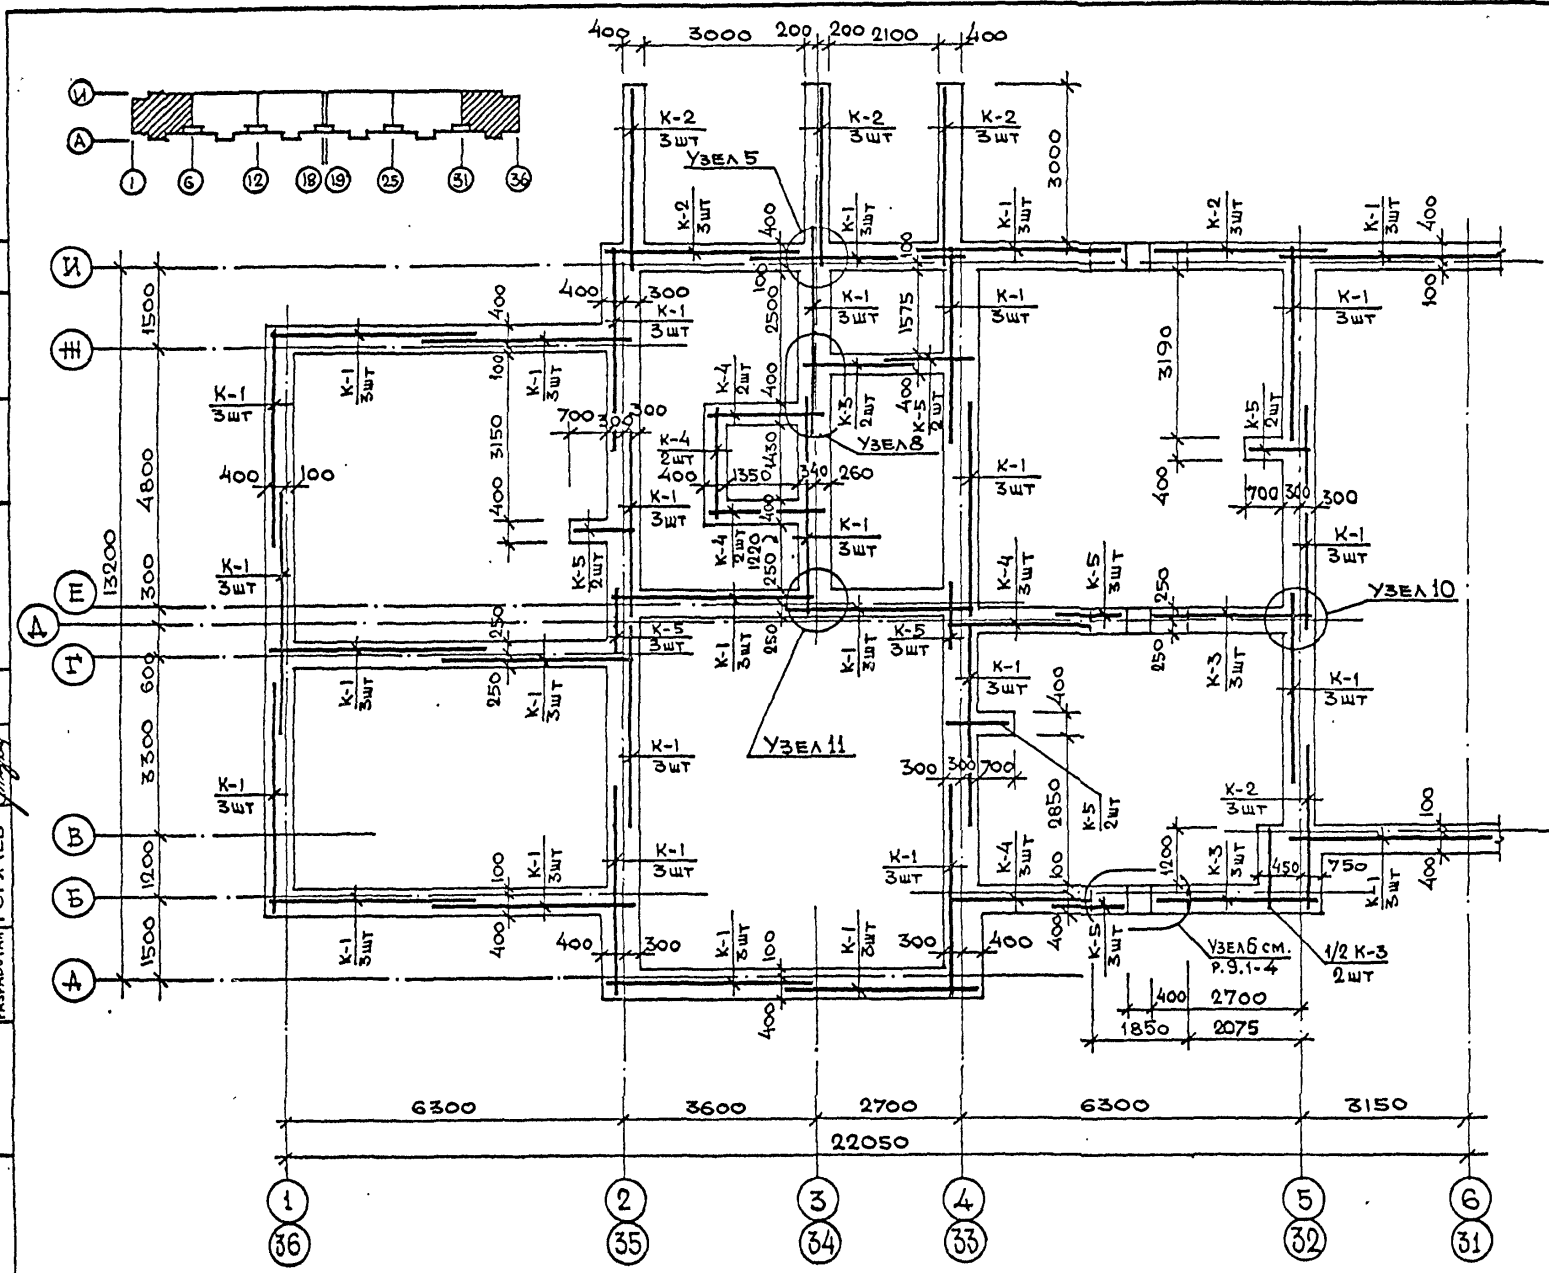 400 3000 200 200 2100 400
И
А
1 6 12 18 19 25 31 36
К-2
3шт
К-2
3шт
К-2
3шт
3000
УЗЕЛ 5
К-2
3шт
400
К-1
3шт
100
К-1
3шт
К-2
3шт
К-1
3шт
400
100
И
Ж
Е
Д
Г
В
Б
А
1500
4800
300
600
3300
1200
1500
13200
400 300
К-1
3шт
100
2500
К-1
3шт
1575
К-1
3шт
К-1
3шт
3190
400
К-1
3шт
100
К-1
3шт
К-1
3шт
К-4
2шт
400
К-3
2шт
400
К-5
2шт
УЗЕЛ 8
К-5
2шт
700 300
3150
К-4
2шт
400 1350 340 260
1430
400 100
400
К-1
3шт
400
700 300 300
К-1
3шт
К-1
3шт
К-4
2шт
1220
400
К-1
3шт
К-5
2шт
К-1
3шт
250
К-4
3шт
К-5
3шт
250
УЗЕЛ 10
250
К-5
3шт
К-1
3шт
250
К-1
3шт
К-5
3шт
250
К-3
3шт
К-1
3шт
250
К-1
3шт
К-1
3шт
К-1
3шт
400
УЗЕЛ 11
К-1
3шт
300 300 700
2850
К-5
2шт
К-1
3шт
К-2
3шт
100
400
К-1
3шт
К-1
3шт
100
400
К-1
3шт
К-1
3шт
К-4
3шт
100
400
К-5
3шт
1200
К-3
3шт
450 750
К-1
3шт
400 300
К-1
3шт
100
К-1
3шт
300 400
400
УЗЕЛ 6 СМ.
Р.9.1-4
1/2 К-3
2шт
400 2700
1850 2075
6300 3600 2700 6300 3150
22050
1 2 3 4 5 6
36 35 34 33 32 31